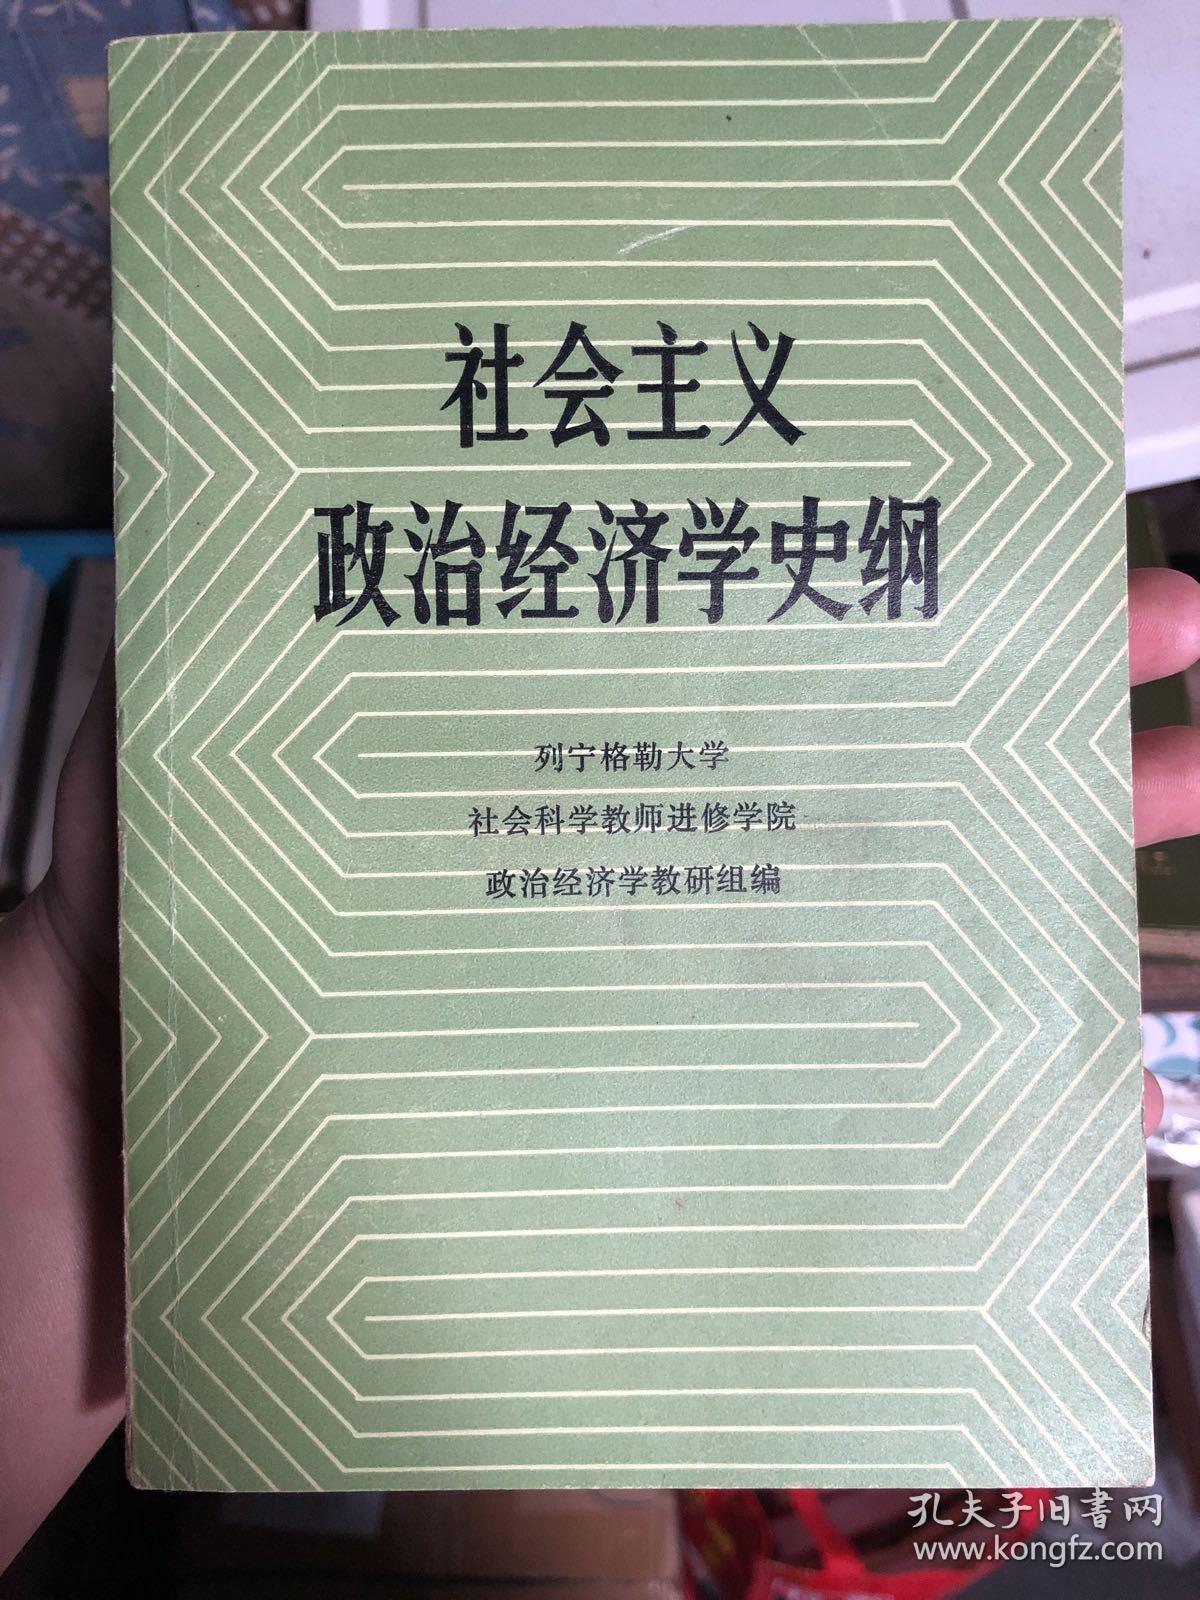 社会主义
政治经济学史纲
列宁格勒大学
社会科学教师进修学院
政治经济学教研组编
孔夫子旧書网
www.kongfz.com